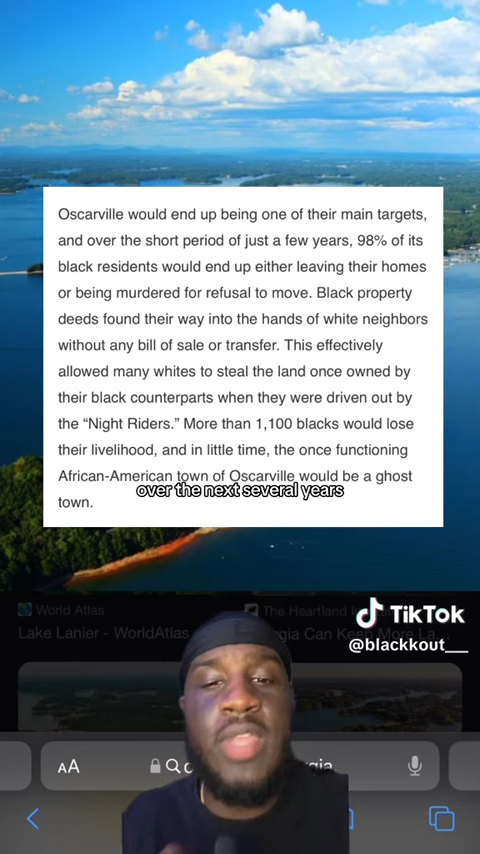 Oscarville would end up being one of their main targets,
and over the short period of just a few years, 98% of its
black residents would end up either leaving their homes
or being murdered for refusal to move. Black property
deeds found their way into the hands of white neighbors
without any bill of sale or transfer. This effectively
allowed many whites to steal the land once owned by
their black counterparts when they were driven out by
the “Night Riders.” More than 1,100 blacks would lose
their livelihood, and in little time, the once functioning
African-American town of Oscarville would be a ghost
over the next several years
town.
World Atlas
The Heartland
TikTok
Lake Lanier - WorldAtlas
Can Keep More La...
@blackkout___
AA